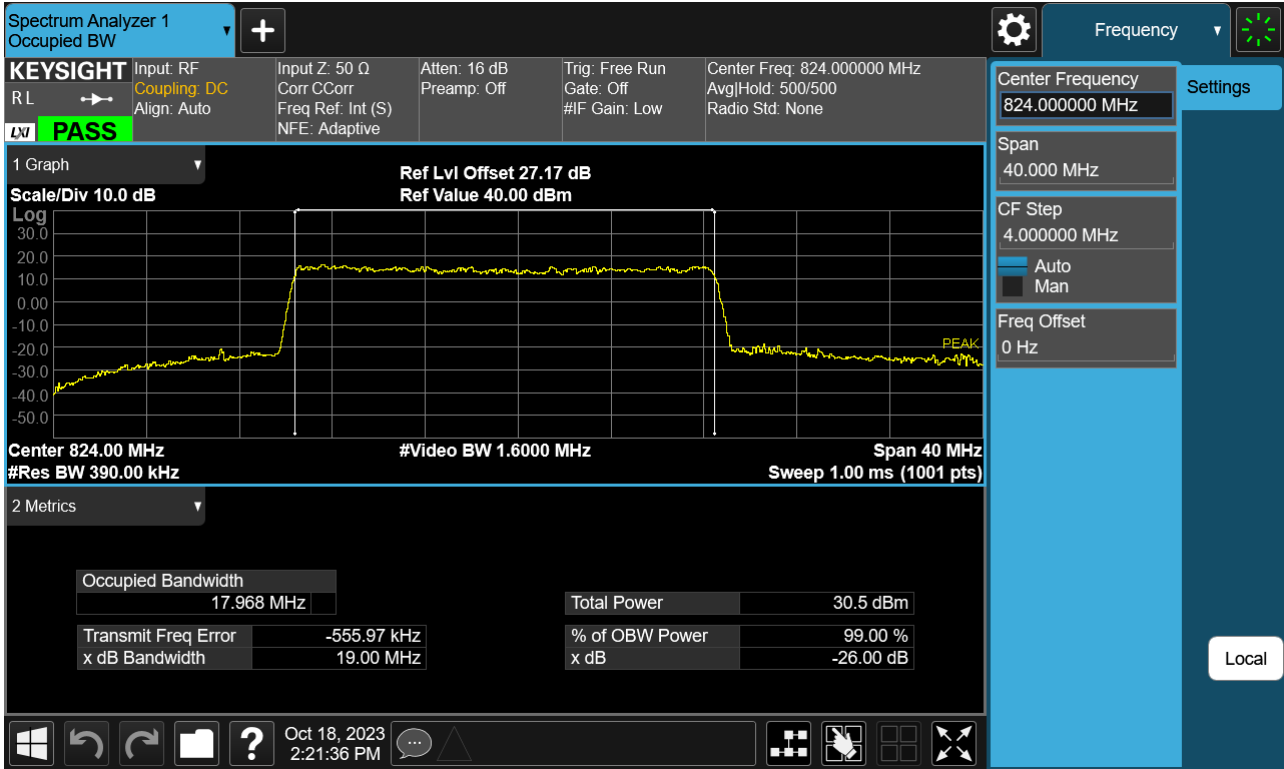 Spectrum Analyzer 1
Occupied BW
▼
+
Frequency
▼
KEYSIGHT
R L
LXI
PASS
Input: RF
Coupling: DC
Align: Auto
Input Z: 50 Ω
Corr CCorr
Freq Ref: Int (S)
NFE: Adaptive
Atten: 16 dB
Preamp: Off
Trig: Free Run
Gate: Off
#IF Gain: Low
Center Freq: 824.000000 MHz
Avg|Hold: 500/500
Radio Std: None
Center Frequency
824.000000 MHz
Settings
Span
40.000 MHz
CF Step
4.000000 MHz
Auto
Man
Freq Offset
0 Hz
Local
1 Graph
Scale/Div 10.0 dB
Ref Lvl Offset 27.17 dB
Ref Value 40.00 dBm
Log
30.0
20.0
10.0
0.00
-10.0
-20.0
-30.0
-40.0
-50.0
PEAK
Center 824.00 MHz
#Video BW 1.6000 MHz
Span 40 MHz
#Res BW 390.00 kHz
Sweep 1.00 ms (1001 pts)
2 Metrics
Occupied Bandwidth
17.968 MHz
Total Power 30.5 dBm
Transmit Freq Error -555.97 kHz
% of OBW Power 99.00 %
x dB Bandwidth 19.00 MHz
x dB -26.00 dB
?
Oct 18, 2023
2:21:36 PM